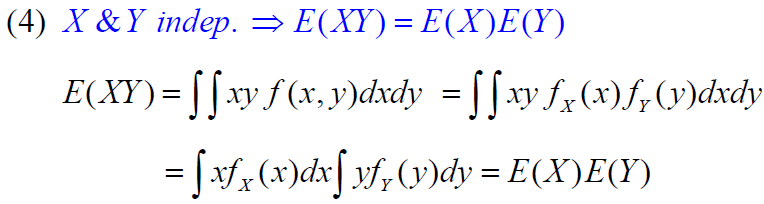 (4) X & Y indep. ⇒ E(XY) = E(X)E(Y)
E(XY) = ∫∫ xy f(x, y)dxdy = ∫∫ xy f_X(x) f_Y(y)dxdy
= ∫ xf_X(x)dx ∫ yf_Y(y)dy = E(X)E(Y)